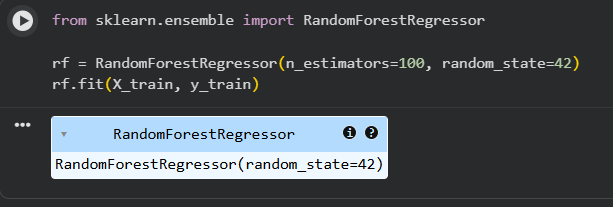 from sklearn.ensemble import RandomForestRegressor
rf = RandomForestRegressor(n_estimators=100, random_state=42)
rf.fit(X_train, y_train)
RandomForestRegressor
RandomForestRegressor(random_state=42)